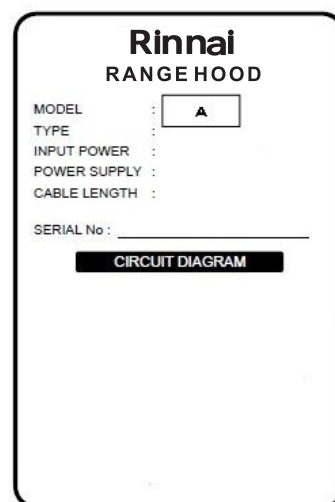 Rinnai
RANGE HOOD
MODEL : A
TYPE :
INPUT POWER :
POWER SUPPLY :
CABLE LENGTH :
SERIAL No :
CIRCUIT DIAGRAM